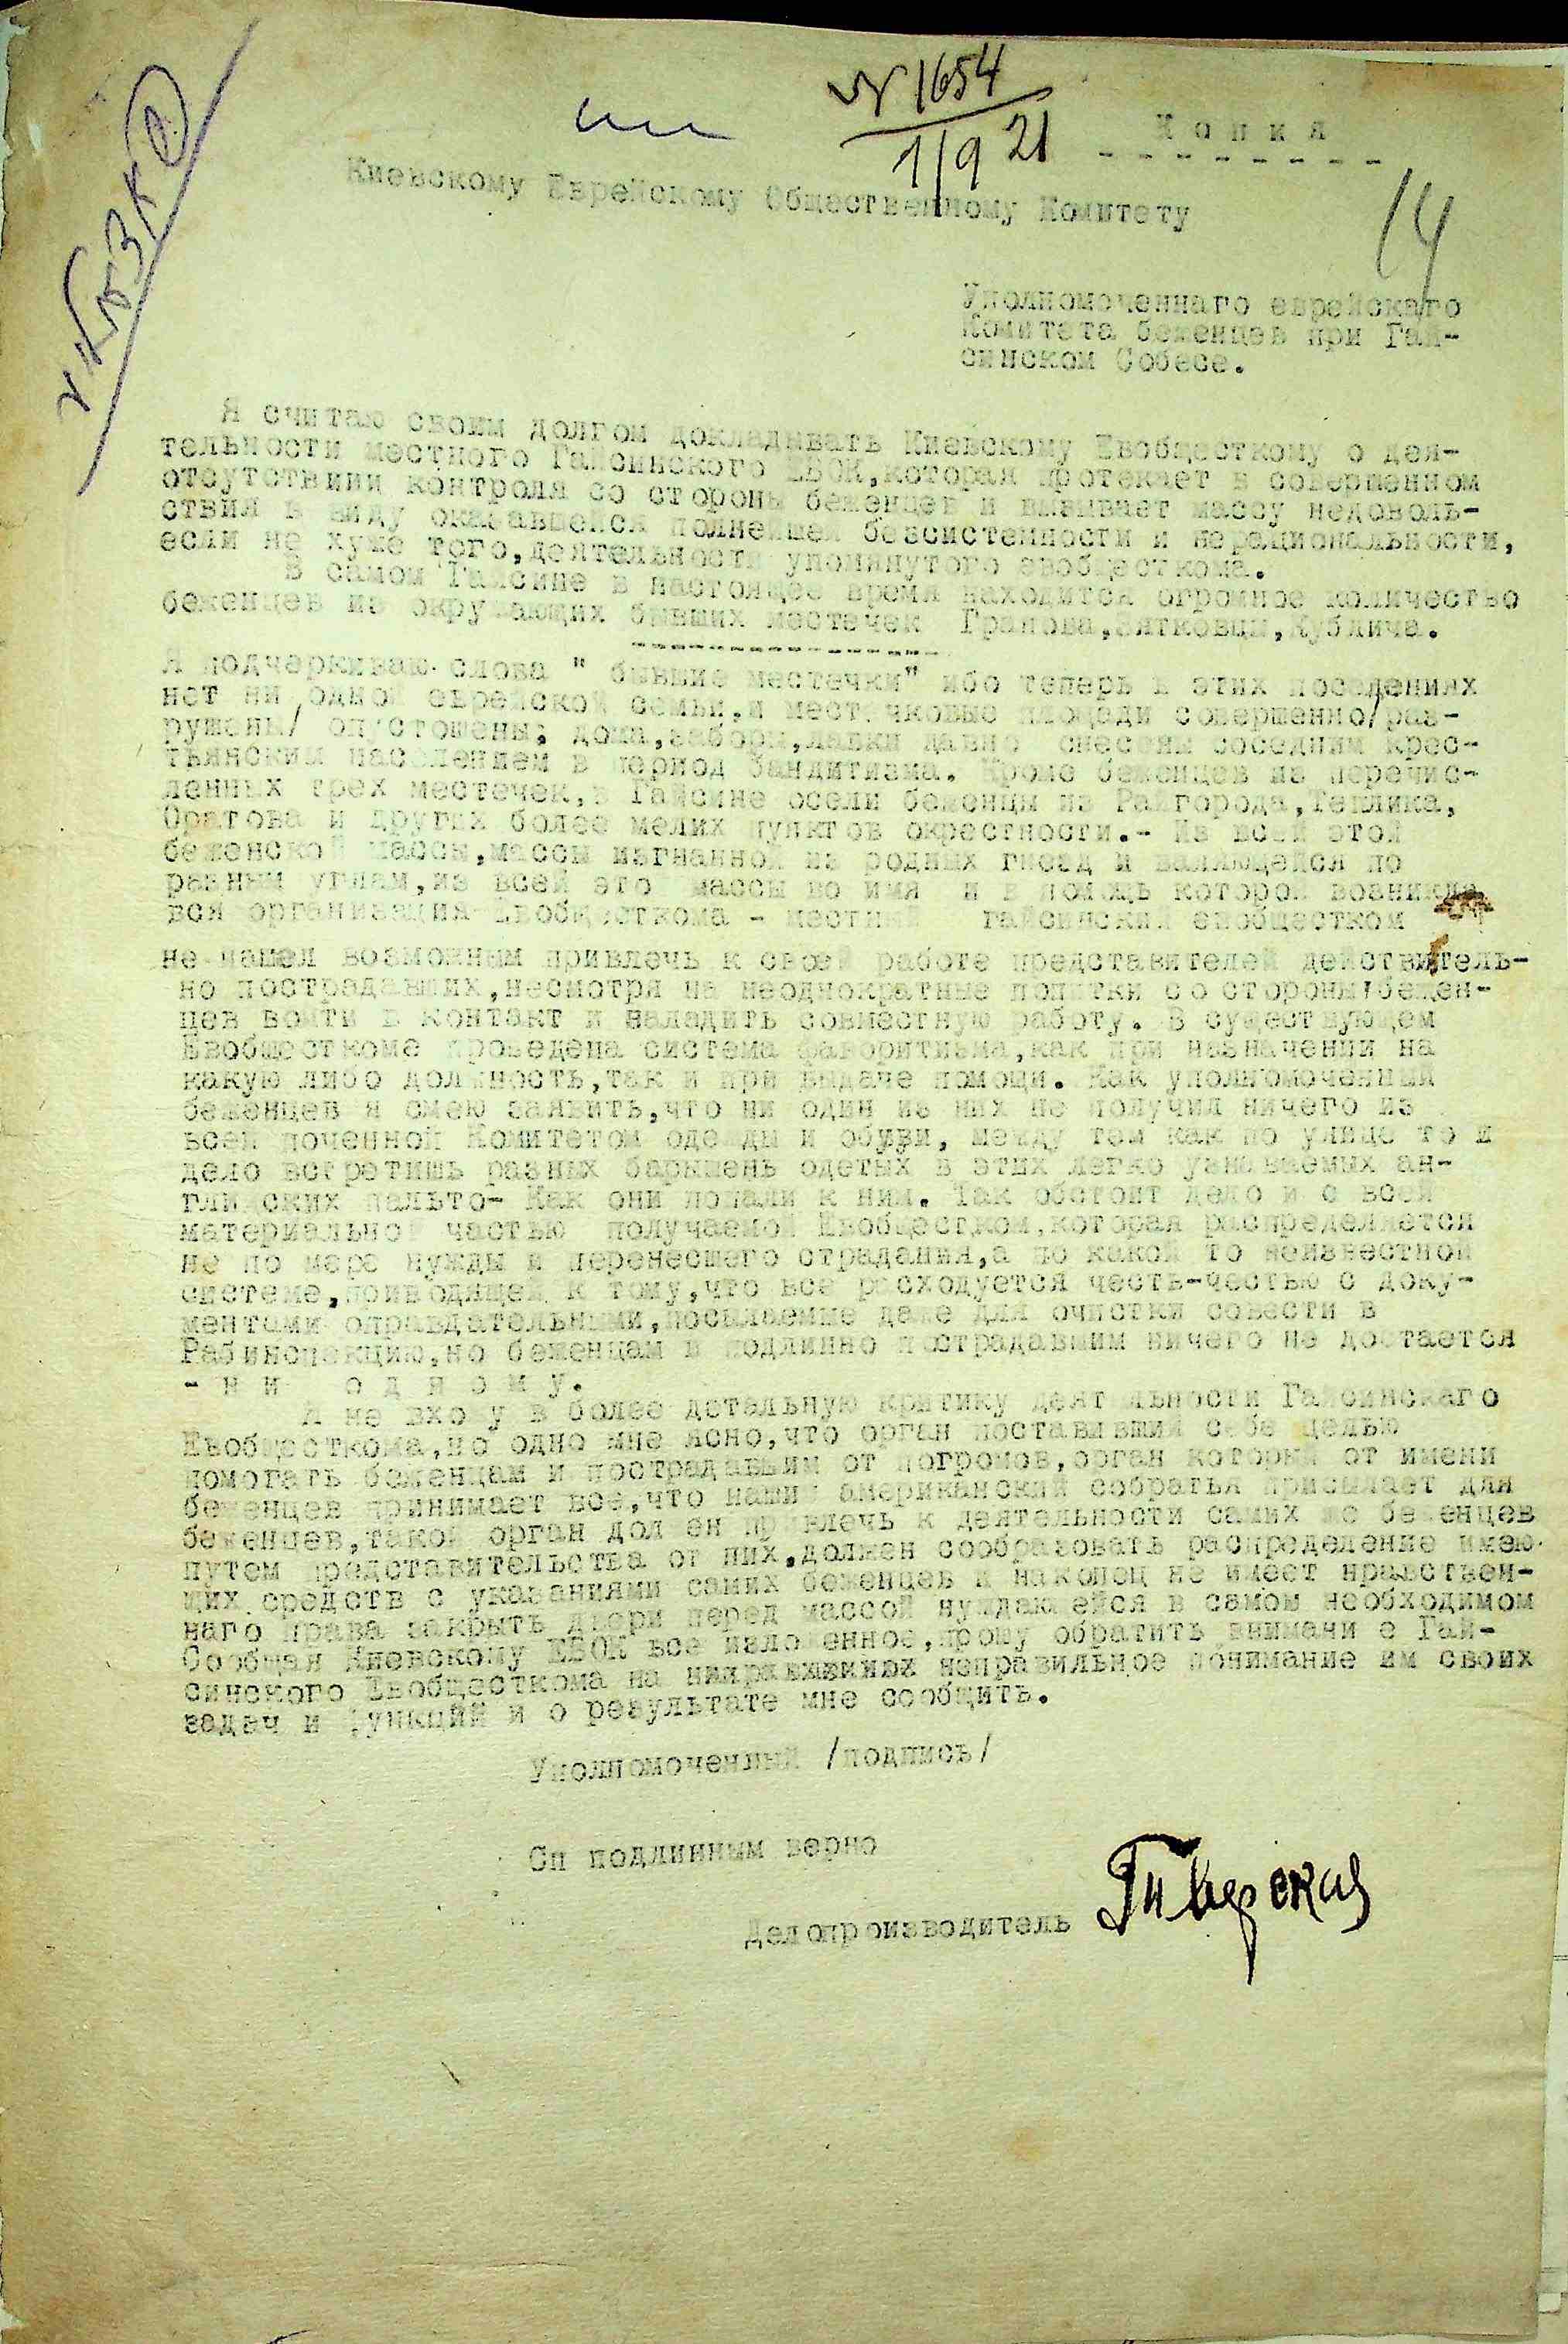 № 1654
1/9 21
Копия
14
Киевскому Еврейскому Общественному Комитету
Уполномоченнаго еврейскаго
Комитета беженцев при Гай-
синском Собесе.
Я считаю своим долгом докладывать Киевскому Евобщесткому о дея-
тельности местного Гайсинского ЕВОК, которая протекает в совершенном
отсутствиии контроля со стороны беженцев и вызывает массу недоволь-
ствия в виду оказавшейся полнейшей безсистемности и нерациональности,
если не хуже того, деятельности упомянутого евобщесткома.
В самом Гайсине в настоящее время находится огромное количество
беженцев из окружающих бывших местечек Гранова, Зятковцы, Кублича.
Я подчеркиваю слова " бывшие местечки" ибо теперь в этих поселениях
нет ни одной еврейской семьи, и местечковые площади совершенно/раз-
рушены/ опустошены; дома, заборы, лавки давно снесены соседним крес-
тьянским населением в период бандитизма. Кроме беженцев из перечис-
ленных трех местечек, в Гайсине осели беженцы из Райгорода, Теплика,
Оратова и других более мелих пунктов окрестности.- Из всей этой
беженской массы, массы изгнанной из родных гнезд и валяющейся по
разным углам, из всей этой массы во имя и в помощь которой возникла
вся организация Евобщесткома - местный гайсинский евобщестком
не нашел возможным привлечь к своей работе представителей действитель-
но пострадавших, несмотря на неоднократные попытки со стороны бежен-
цев войти в контакт и наладить совместную работу. В существующем
Евобщесткоме проведена система фаворитизма, как при назначении на
какую либо должность, так и при выдаче помощи. Как уполномоченный
беженцев я смею заявить, что ни один из них не получил ничего из
всей полученной Комитетом одежды и обуви, между тем как по улице то и
дело встретишь разных барышень одетых в этих легко узнаваемых ан-
глийских пальто- Как они попали к ним. Так обстоит дело и с всей
материальной частью получаемой Евобщестком, которая распределяется
не по мере нужды и перенесшего страдания, а по какой то неизвестной
системе, приводящей к тому, что все расходуется честь-честью с доку-
ментами оправдательными, посылаемые даже для очистки совести в
Рабинспекцию, но беженцам и подлинно пострадавшим ничего не достается
- ни одному.
Я не вхожу в более детальную критику деятельности Гайсинскаго
Евобщесткома, но одно мне ясно, что орган поставивший себе целью
помогать беженцам и пострадавшим от погромов, орган который от имени
беженцев принимает все, что наши американский собратья присылает для
беженцев, такой орган должен привлечь к деятельности самих же беженцев
путем представительства от них, должен сообразовать распределение имею-
щих средств с указаниями самих беженцев и наконец не имеет нравствен-
наго права закрыть двери перед массой нуждающейся в самом необходимом
Сообщая Киевскому ЕВОК все изложенное, прошу обратить внимание Гай-
синского Евобщесткома на неправильное понимание им своих
задач и функций и о результате мне сообщить.
Уполномоченный /подпись/
Сп подлинным верно
Делопроизводитель Тверская